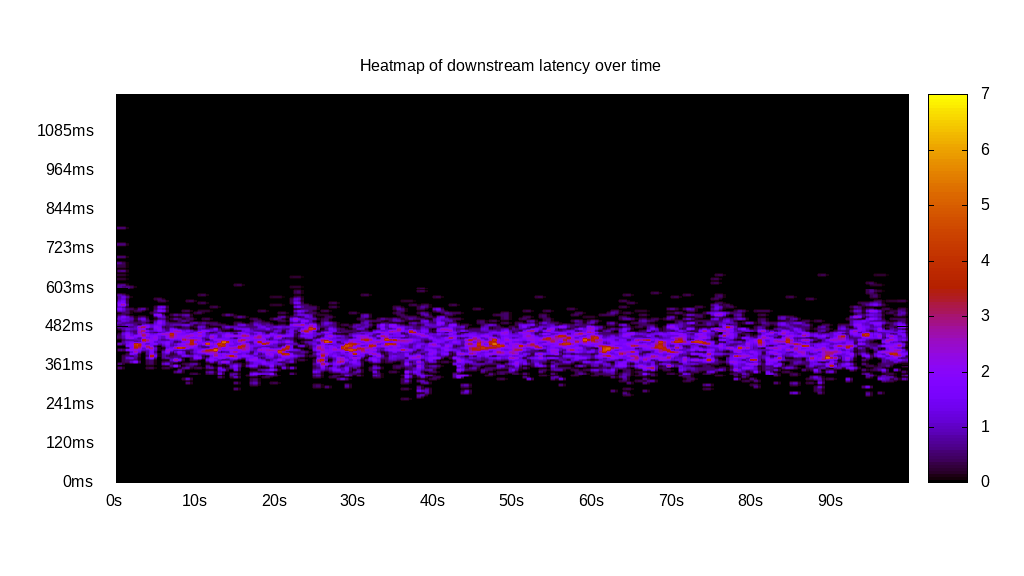 Heatmap of downstream latency over time
1085ms
964ms
844ms
723ms
603ms
482ms
361ms
241ms
120ms
0ms
0s 10s 20s 30s 40s 50s 60s 70s 80s 90s
7
6
5
4
3
2
1
0